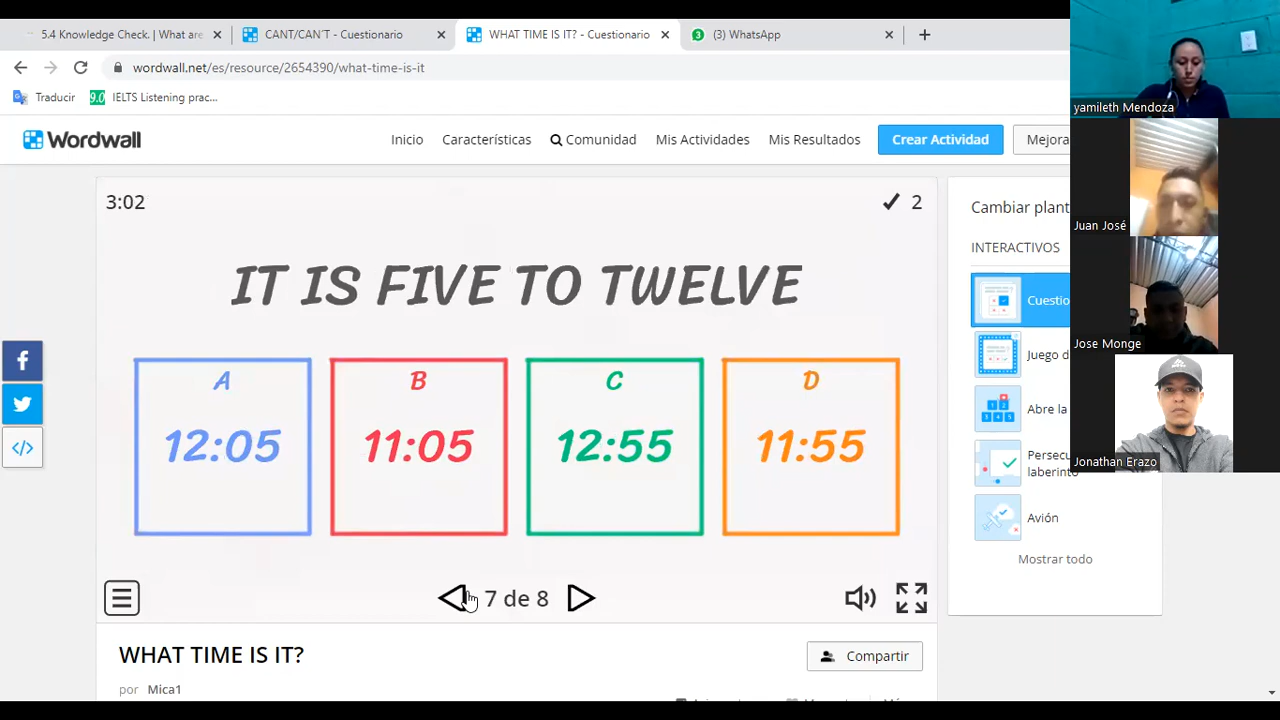 5.4 Knowledge Check. | What are
CANT/CAN'T - Cuestionario
WHAT TIME IS IT? - Cuestionario
(3) WhatsApp
wordwall.net/es/resource/2654390/what-time-is-it
Traducir
9.0 IELTS Listening prac...
Wordwall
Inicio
Características
Comunidad
Mis Actividades
Mis Resultados
Crear Actividad
Mejora
3:02
2
IT IS FIVE TO TWELVE
A
12:05
B
11:05
C
12:55
D
11:55
7 de 8
WHAT TIME IS IT?
Compartir
por Mica1
Cambiar plant
INTERACTIVOS
Cuestio
Juego d
Abre la
Persecu
laberinto
Avión
Mostrar todo
yamileth Mendoza
Juan José
Jose Monge
Jonathan Erazo